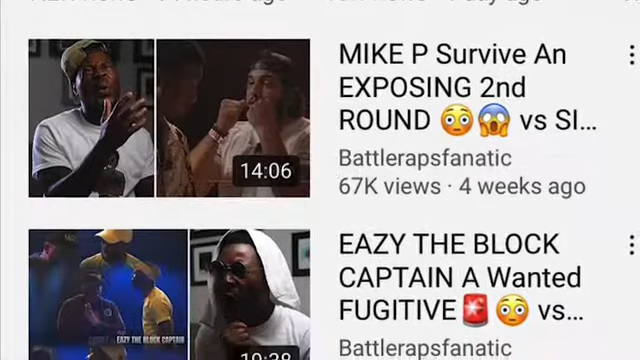 MIKE P Survive An
EXPOSING 2nd
ROUND 😳😱 vs SI...
14:06
Battlerapsfanatic
67K views · 4 weeks ago
EAZY THE BLOCK
CAPTAIN A Wanted
FUGITIVE🚨😳 vs...
EAZY THE BLOCK CAPTAIN
Battlerapsfanatic